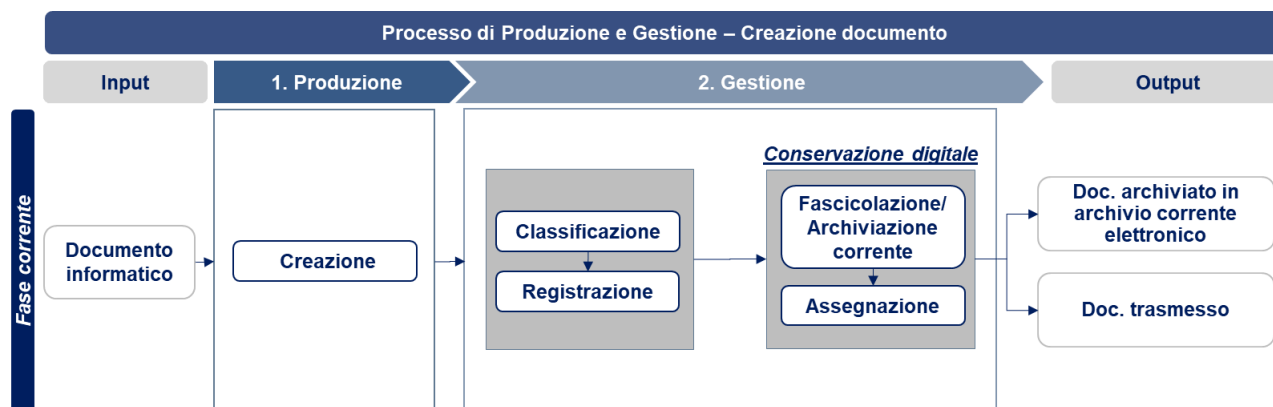 Processo di Produzione e Gestione – Creazione documento
Input
1. Produzione
2. Gestione
Output
Fase corrente
Documento
informatico
Creazione
Classificazione
Registrazione
Conservazione digitale
Fascicolazione/
Archiviazione
corrente
Assegnazione
Doc. archiviato in
archivio corrente
elettronico
Doc. trasmesso